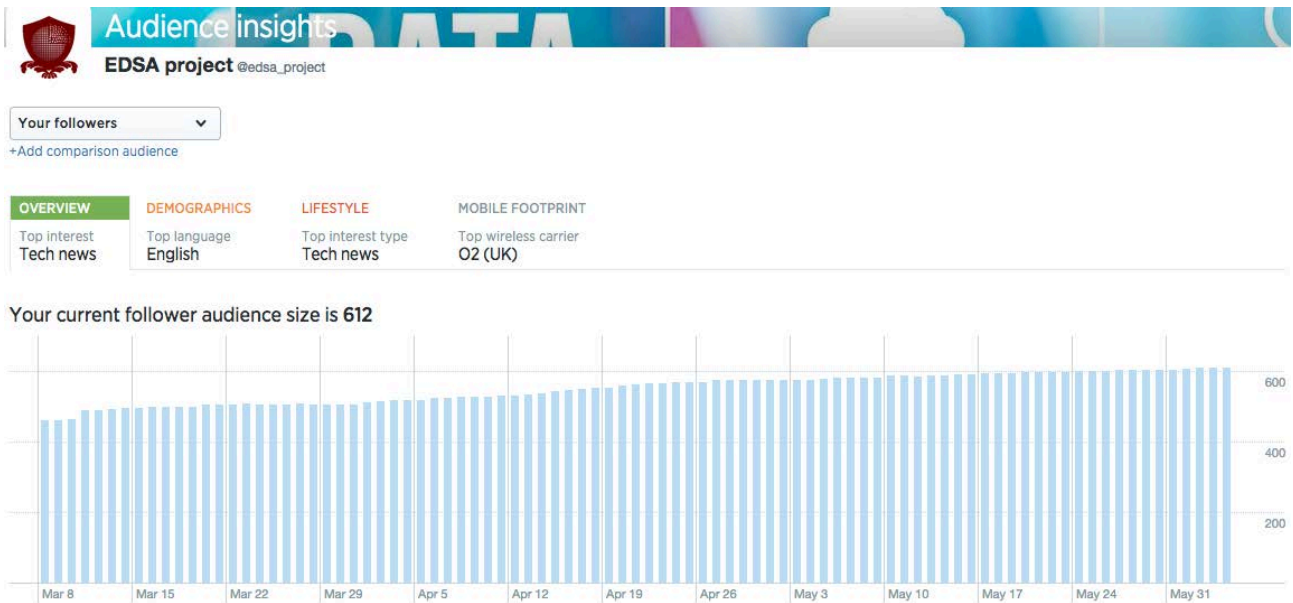 DATA
Audience insights
EDSA project @edsa_project
Your followers
+Add comparison audience
OVERVIEW DEMOGRAPHICS LIFESTYLE MOBILE FOOTPRINT
Top interest Top language Top interest type Top wireless carrier
Tech news English Tech news O2 (UK)
Your current follower audience size is 612
600
400
200
Mar 8 Mar 15 Mar 22 Mar 29 Apr 5 Apr 12 Apr 19 Apr 26 May 3 May 10 May 17 May 24 May 31